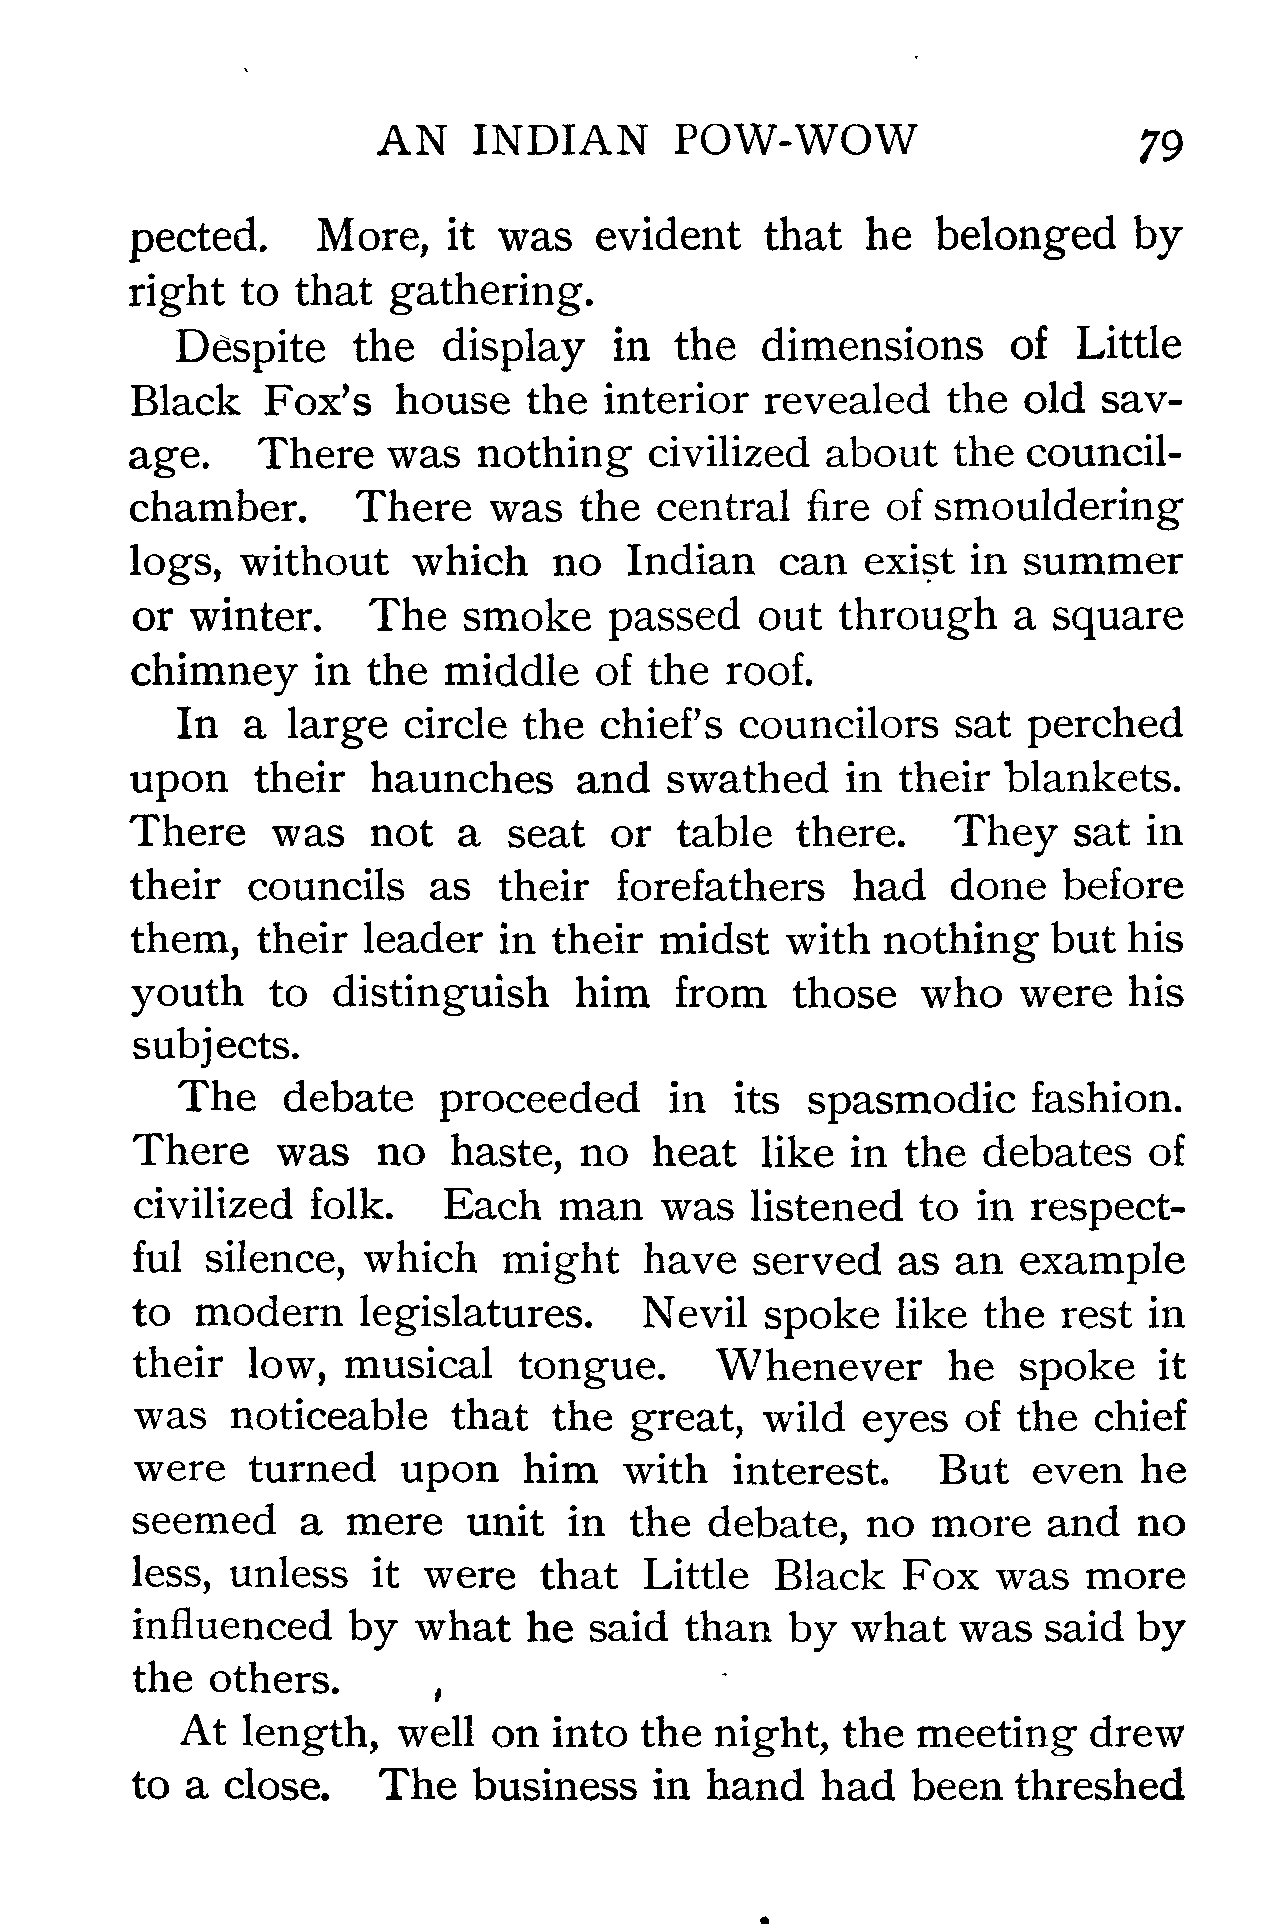 AN INDIAN POW-WOW 79
pected. More, it was evident that he belonged by
right to that gathering.
Despite the display in the dimensions of Little
Black Fox's house the interior revealed the old sav-
age. There was nothing civilized about the council-
chamber. There was the central fire of smouldering
logs, without which no Indian can exist in summer
or winter. The smoke passed out through a square
chimney in the middle of the roof.
In a large circle the chief's councilors sat perched
upon their haunches and swathed in their blankets.
There was not a seat or table there. They sat in
their councils as their forefathers had done before
them, their leader in their midst with nothing but his
youth to distinguish him from those who were his
subjects.
The debate proceeded in its spasmodic fashion.
There was no haste, no heat like in the debates of
civilized folk. Each man was listened to in respect-
ful silence, which might have served as an example
to modern legislatures. Nevil spoke like the rest in
their low, musical tongue. Whenever he spoke it
was noticeable that the great, wild eyes of the chief
were turned upon him with interest. But even he
seemed a mere unit in the debate, no more and no
less, unless it were that Little Black Fox was more
influenced by what he said than by what was said by
the others.
At length, well on into the night, the meeting drew
to a close. The business in hand had been threshed